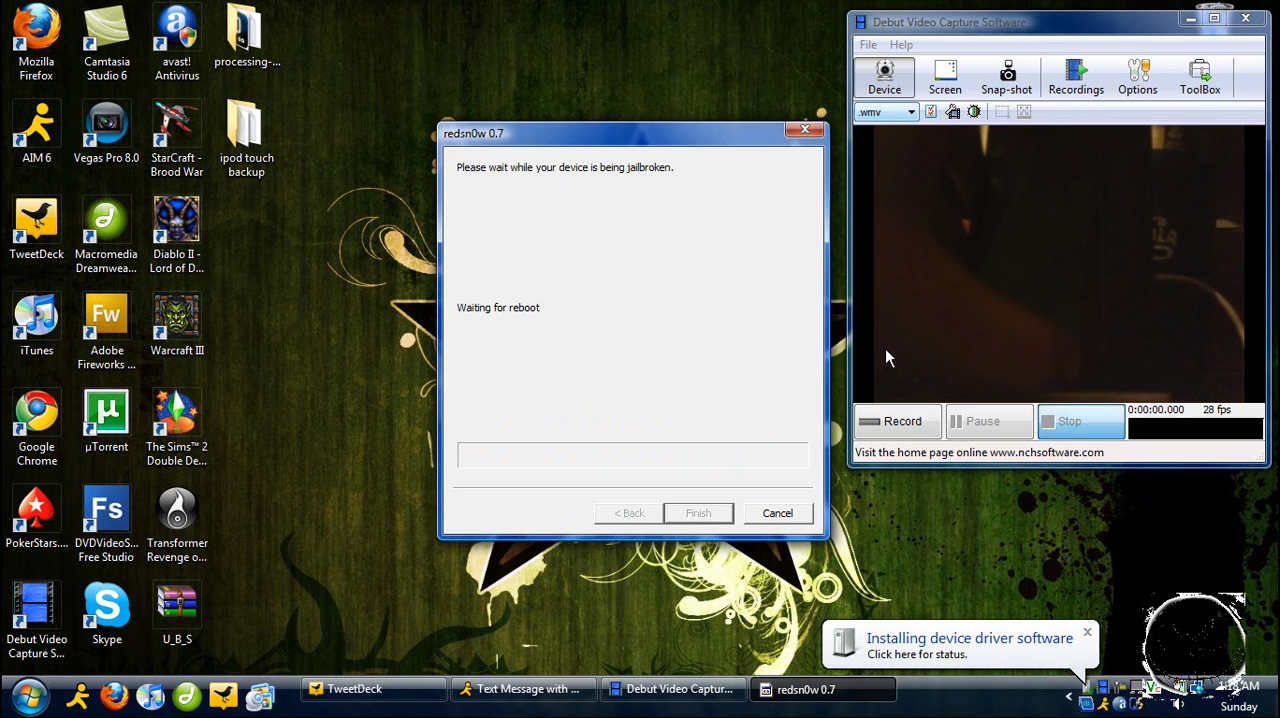 Mozilla
Firefox
Camtasia
Studio 6
avast!
Antivirus
processing-...
AIM 6
Vegas Pro 8.0
StarCraft -
Brood War
ipod touch
backup
TweetDeck
Macromedia
Dreamwea...
Diablo II -
Lord of D...
iTunes
Fw
Adobe
Fireworks ...
Warcraft III
Google
Chrome
µ
µTorrent
The Sims™ 2
Double De...
PokerStars....
Fs
DVDVideoS...
Free Studio
Transformer
Revenge o...
Debut Video
Capture S...
Skype
U_B_S
redsn0w 0.7
Please wait while your device is being jailbroken.
Waiting for reboot
< Back
Finish
Cancel
Debut Video Capture Software
File
Help
Device
Screen
Snap-shot
Recordings
Options
ToolBox
.wmv
Record
Pause
Stop
0:00:00.000
28 fps
Visit the home page online www.nchsoftware.com
Installing device driver software
Click here for status.
TweetDeck
Text Message with ...
Debut Video Captur...
redsn0w 0.7
AM
Sunday